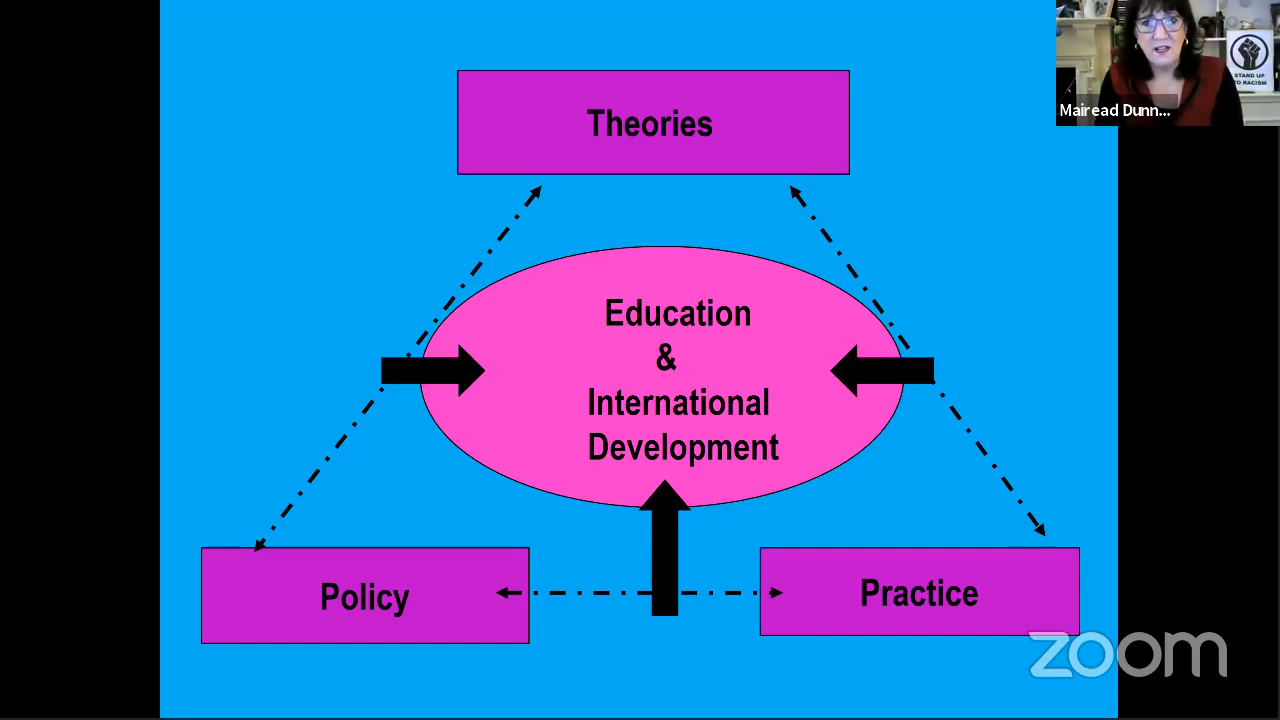 Theories
Mairead Dunn...
STAND UP
TO RACISM
Education
&
International
Development
Policy
Practice
zoom